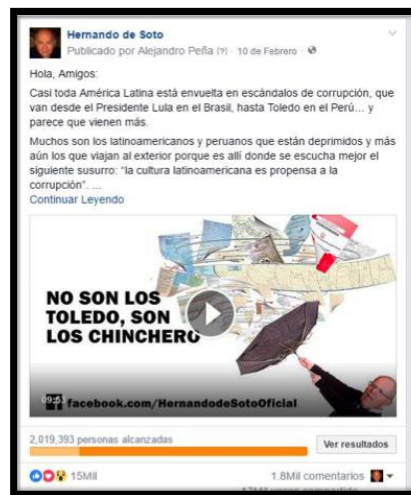 Hernando de Soto
Publicado por Alejandro Peña [?] · 10 de Febrero ·
Hola, Amigos:
Casi toda América Latina está envuelta en escándalos de corrupción, que
van desde el Presidente Lula en el Brasil, hasta Toledo en el Perú… y
parece que vienen más.
Muchos son los latinoamericanos y peruanos que están deprimidos y más
aún los que viajan al exterior porque es allí donde se escucha mejor el
siguiente susurro: “la cultura latinoamericana es propensa a la
corrupción”. ...
Continuar Leyendo
NO SON LOS
TOLEDO, SON
LOS CHINCHERO
facebook.com/HernandodeSotoOficial
2,019,393 personas alcanzadas
Ver resultados
15Mil
1.8Mil comentarios